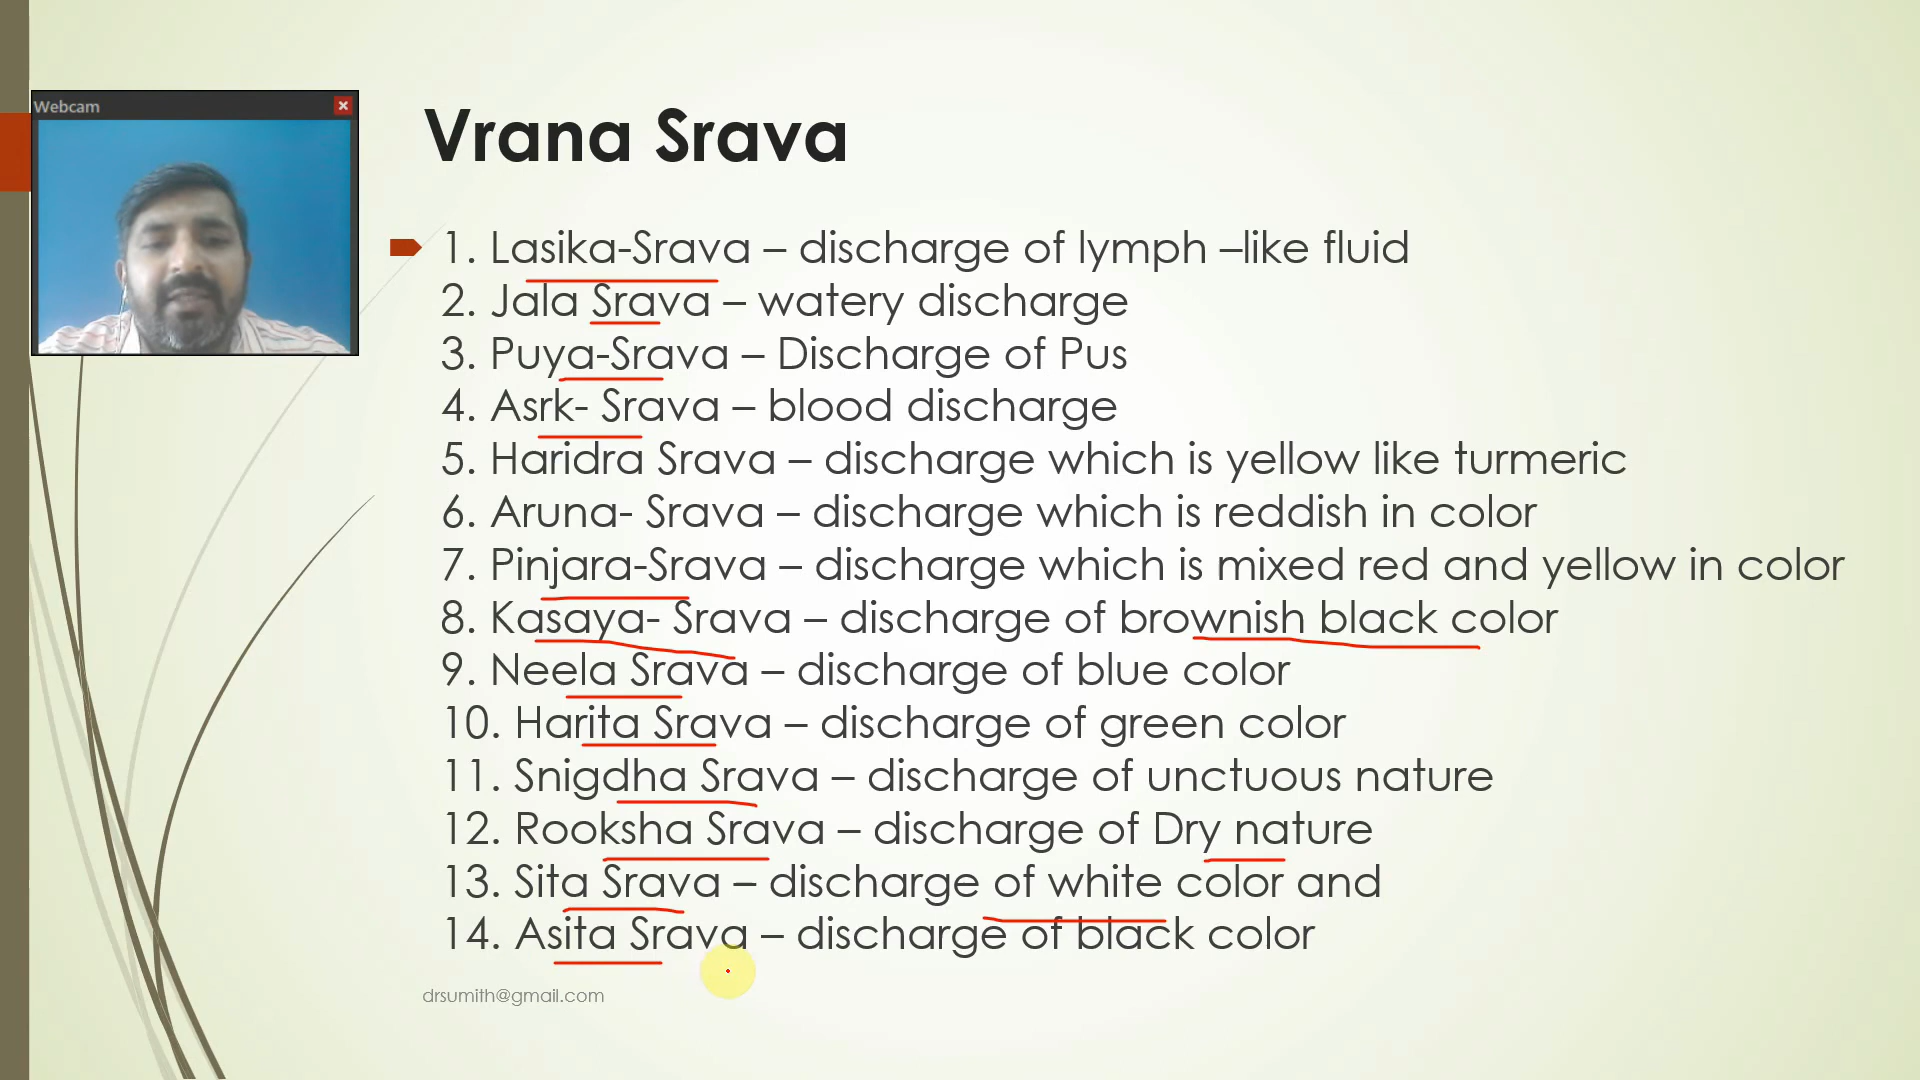 Webcam
Vrana Srava
1. Lasika-Srava – discharge of lymph –like fluid
2. Jala Srava – watery discharge
3. Puya-Srava – Discharge of Pus
4. Asrk- Srava – blood discharge
5. Haridra Srava – discharge which is yellow like turmeric
6. Aruna- Srava – discharge which is reddish in color
7. Pinjara-Srava – discharge which is mixed red and yellow in color
8. Kasaya- Srava – discharge of brownish black color
9. Neela Srava – discharge of blue color
10. Harita Srava – discharge of green color
11. Snigdha Srava – discharge of unctuous nature
12. Rooksha Srava – discharge of Dry nature
13. Sita Srava – discharge of white color and
14. Asita Srava – discharge of black color
drsumith@gmail.com